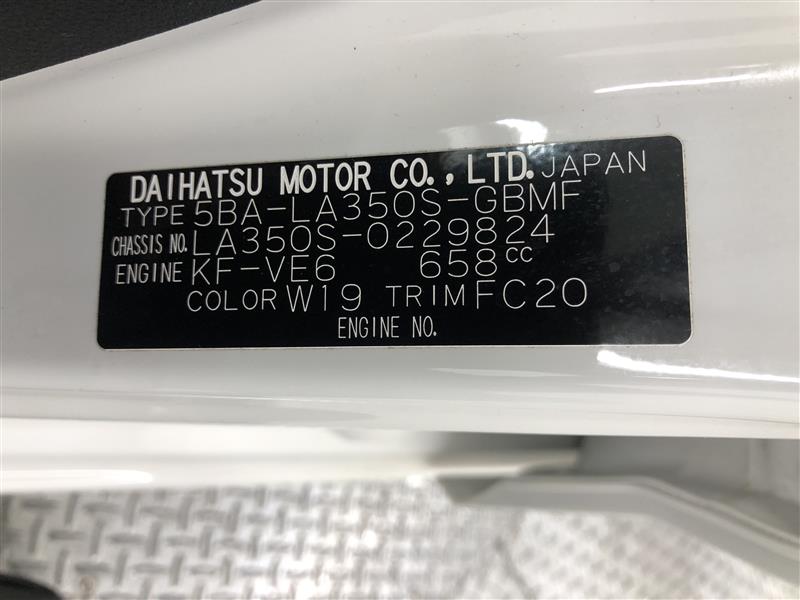 DAIHATSU MOTOR CO., LTD. JAPAN
TYPE 5BA-LA350S-GBMF
CHASSIS NO. LA350S-0229824
ENGINE KF-VE6 658cc
COLOR W19 TRIM FC20
ENGINE NO.